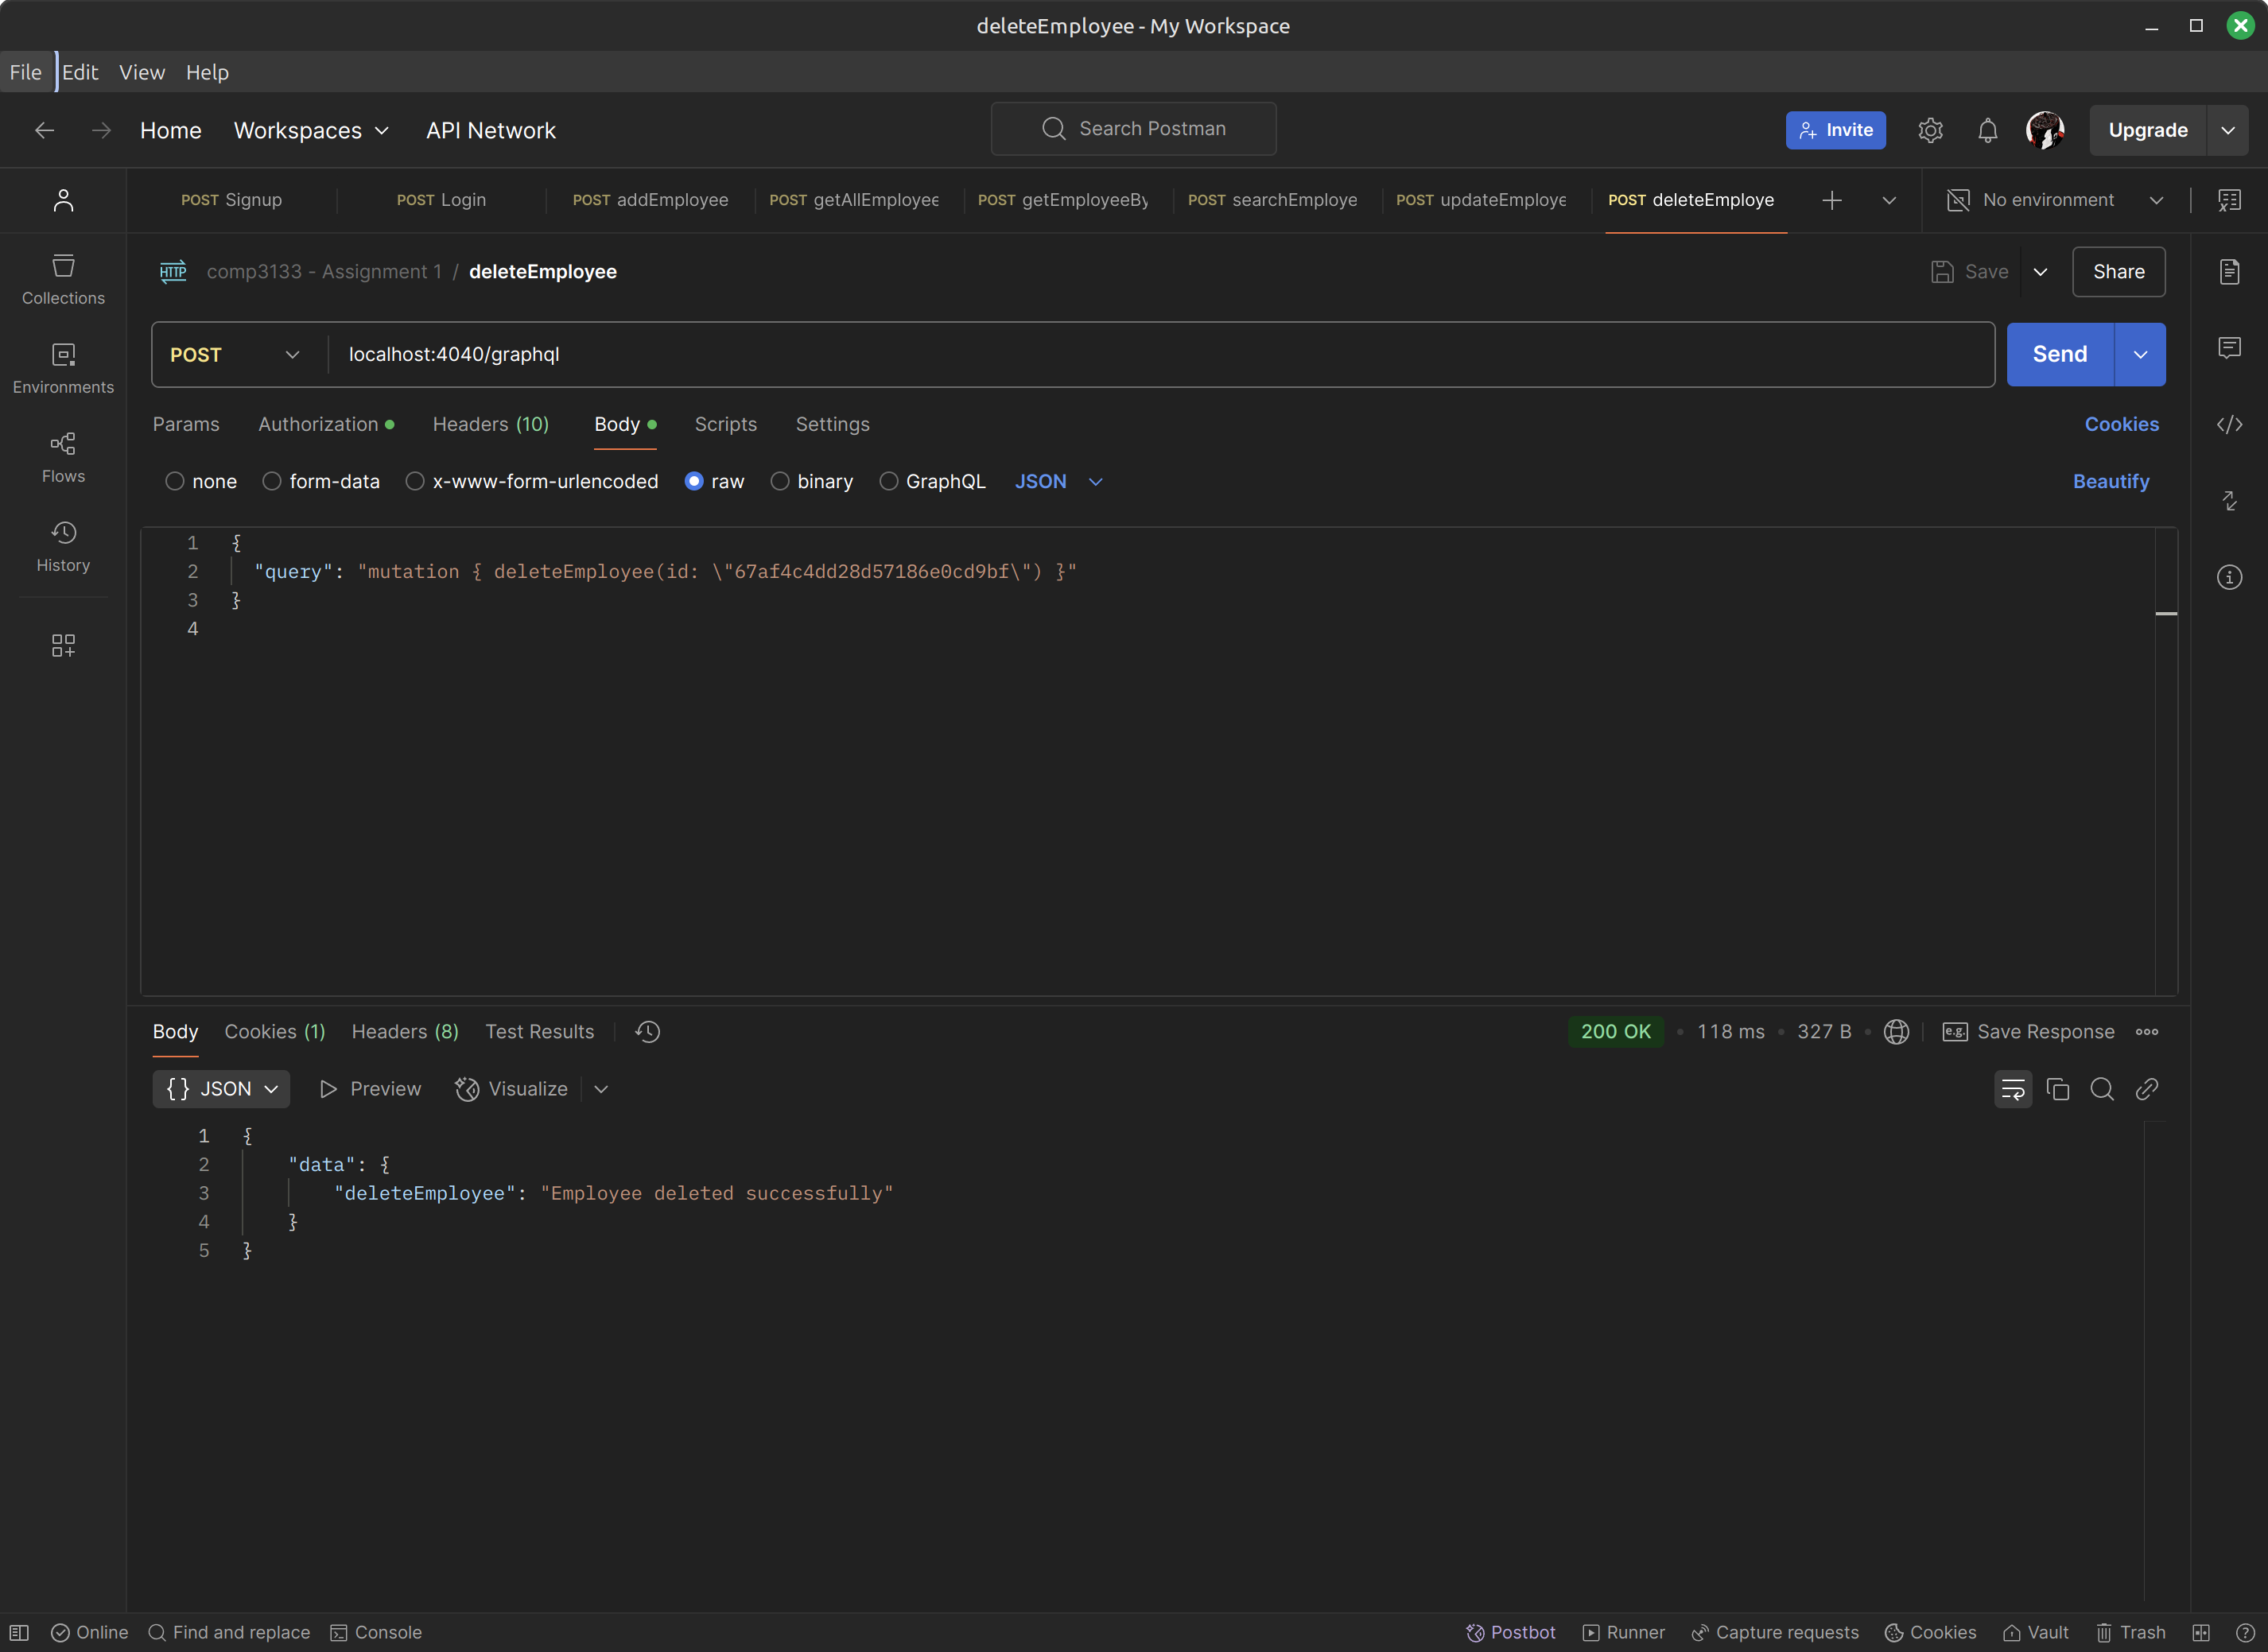 deleteEmployee - My Workspace
File Edit View Help
Home Workspaces API Network Search Postman Invite Upgrade
POST Signup POST Login POST addEmployee POST getAllEmployee POST getEmployeeBy POST searchEmploye POST updateEmploye POST deleteEmploye No environment
HTTP comp3133 - Assignment 1 / deleteEmployee Save Share
Collections
Environments
Flows
History
POST localhost:4040/graphql Send
Params Authorization Headers (10) Body Scripts Settings Cookies
none form-data x-www-form-urlencoded raw binary GraphQL JSON Beautify
1 {
2 "query": "mutation { deleteEmployee(id: \"67af4c4dd28d57186e0cd9bf\") }"
3 }
4
Body Cookies (1) Headers (8) Test Results 200 OK • 118 ms • 327 B • e.g. Save Response
{} JSON Preview Visualize
1 {
2 "data": {
3 "deleteEmployee": "Employee deleted successfully"
4 }
5 }
Online Find and replace Console Postbot Runner Capture requests Cookies Vault Trash